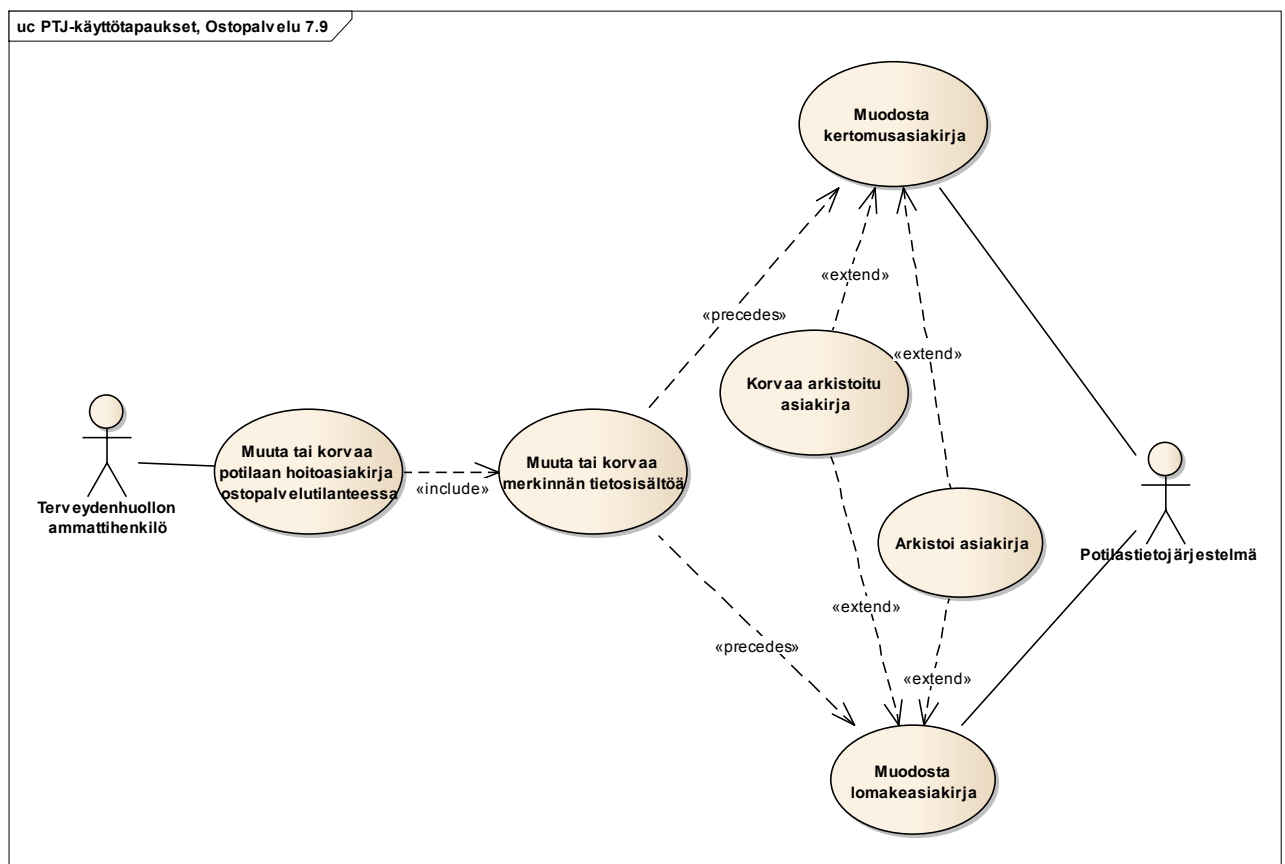 uc PTJ-käyttötapaukset, Ostopalvelu 7.9
Muodosta
kertomusasiakirja
«extend»
«precedes»
«extend»
Korvaa arkistoitu
asiakirja
Muuta tai korvaa
potilaan hoitoasiakirja
ostopalvelutilanteessa
«include»
Muuta tai korvaa
merkinnän tietosisältöä
Terveydenhuollon
ammattihenkilö
Arkistoi asiakirja
Potilastietojärjestelmä
«extend»
«precedes»
«extend»
Muodosta
lomakeasiakirja